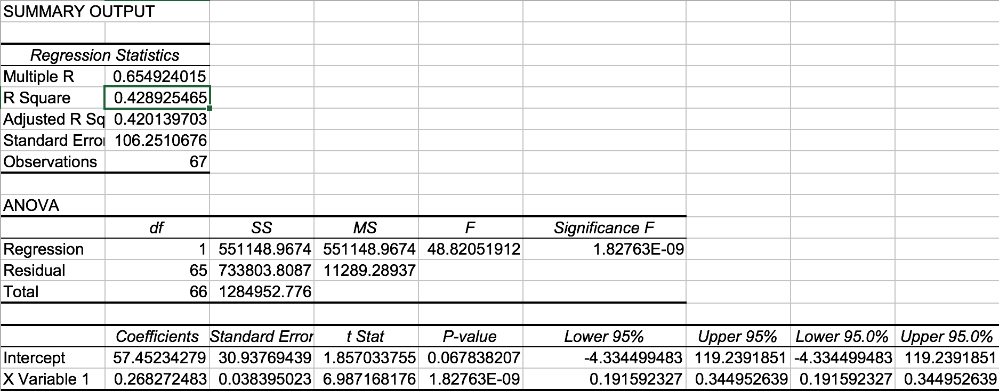 SUMMARY OUTPUT
Regression Statistics
Multiple R 0.654924015
R Square 0.428925465
Adjusted R Sq 0.420139703
Standard Erro 106.2510676
Observations 67
ANOVA
df SS MS F Significance F
Regression 1 551148.9674 551148.9674 48.82051912 1.82763E-09
Residual 65 733803.8087 11289.28937
Total 66 1284952.776
Coefficients Standard Error t Stat P-value Lower 95% Upper 95% Lower 95.0% Upper 95.0%
Intercept 57.45234279 30.93769439 1.857033755 0.067838207 -4.334499483 119.2391851 -4.334499483 119.2391851
X Variable 1 0.268272483 0.038395023 6.987168176 1.82763E-09 0.191592327 0.344952639 0.191592327 0.344952639